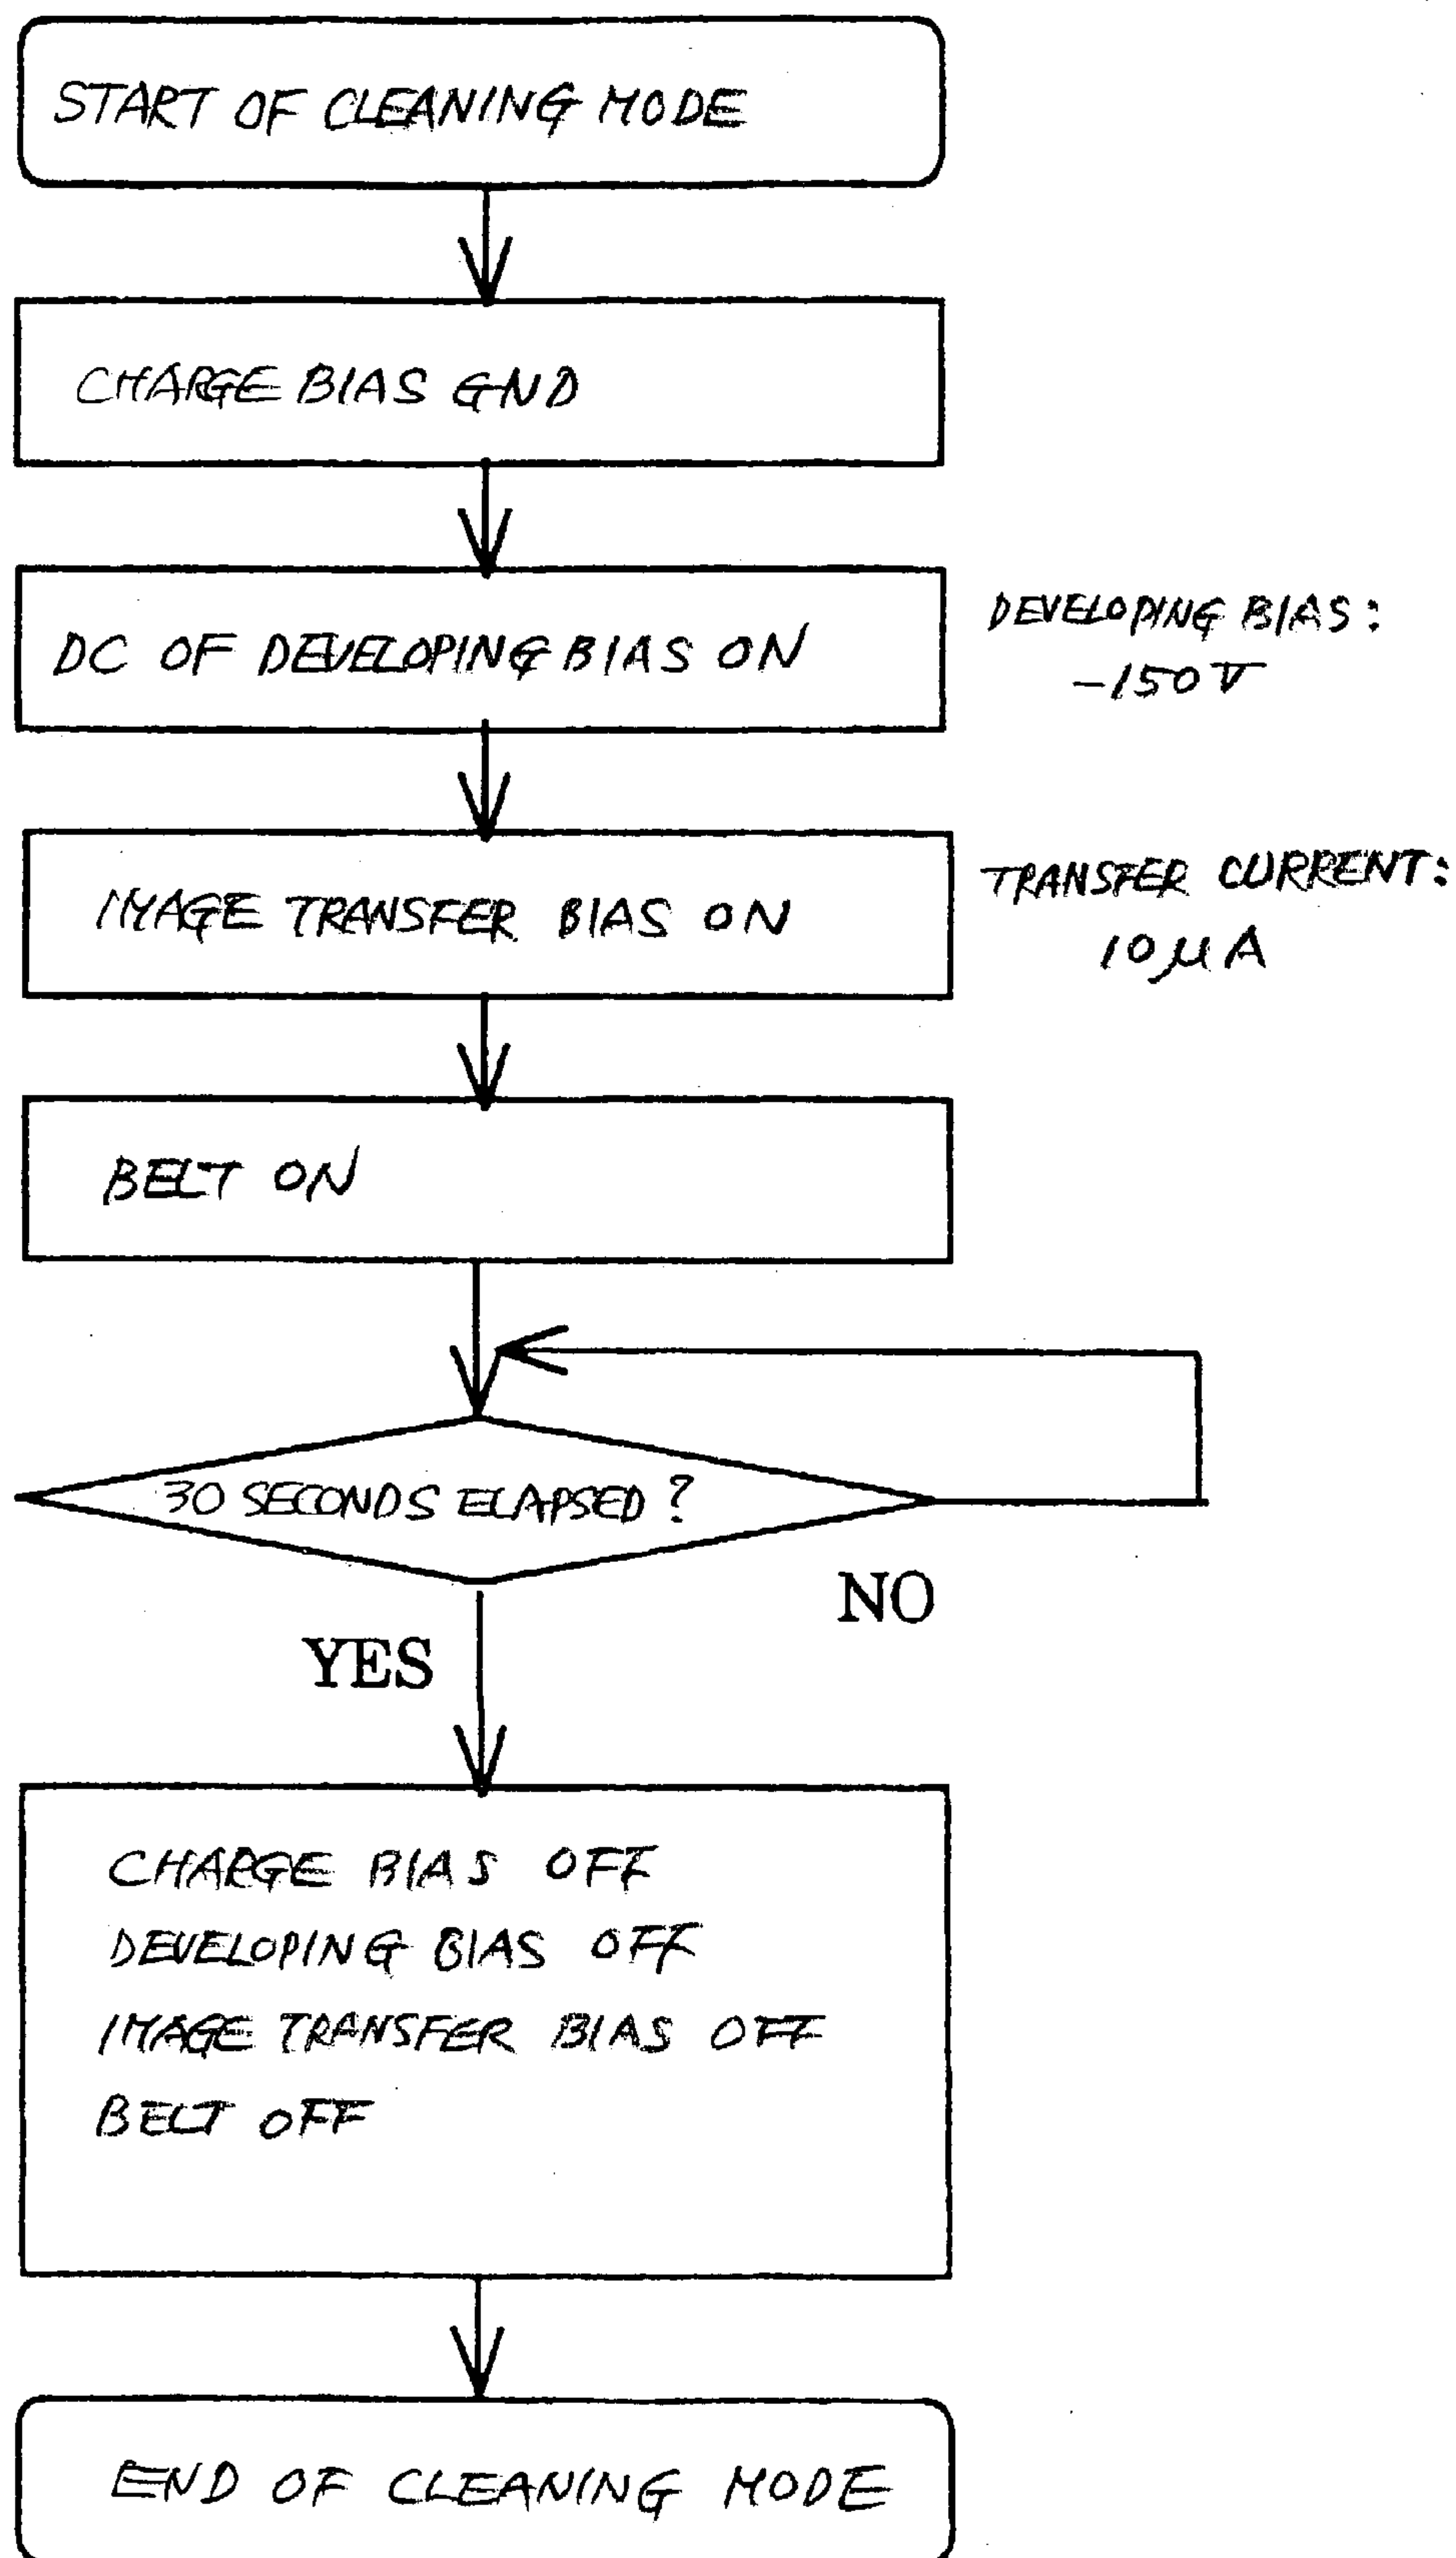 START OF CLEANING MODE
CHARGE BIAS GND
DC OF DEVELOPING BIAS ON
DEVELOPING BIAS:
-150V
IMAGE TRANSFER BIAS ON
TRANSFER CURRENT:
10μA
BELT ON
30 SECONDS ELAPSED?
NO
YES
CHARGE BIAS OFF
DEVELOPING BIAS OFF
IMAGE TRANSFER BIAS OFF
BELT OFF
END OF CLEANING MODE